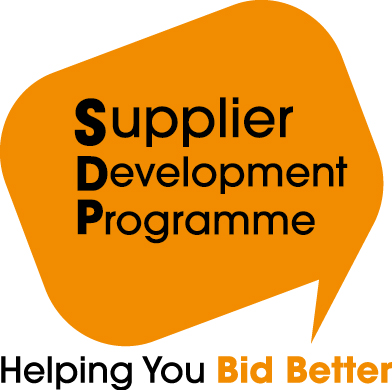 Supplier
Development
Programme
Helping You Bid Better